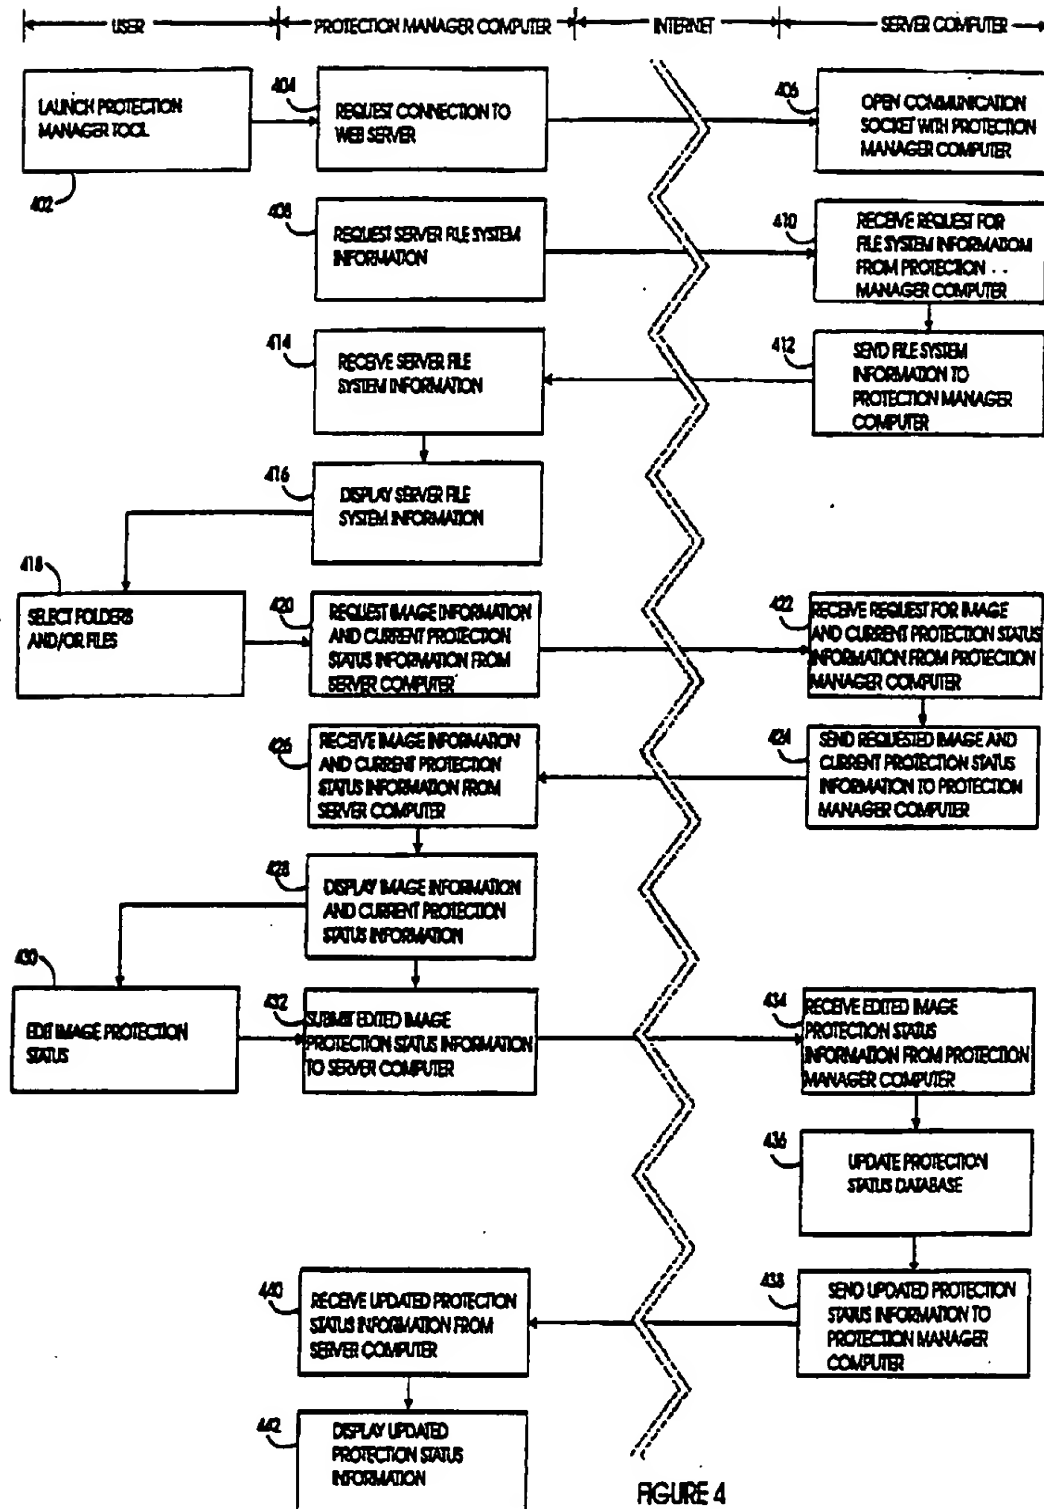 USER PROTECTION MANAGER COMPUTER INTERNET SERVER COMPUTER
402
LAUNCH PROTECTION
MANAGER TOOL
404
REQUEST CONNECTION TO
WEB SERVER
406
OPEN COMMUNICATION
SOCKET WITH PROTECTION
MANAGER COMPUTER
408
REQUEST SERVER FILE SYSTEM
INFORMATION
410
RECEIVE REQUEST FOR
FILE SYSTEM INFORMATIOM
FROM PROTECTION
MANAGER COMPUTER
414
RECEIVE SERVER FILE
SYSTEM INFORMATION
412
SEND FILE SYSTEM
INFORMATION TO
PROTECTION MANAGER
COMPUTER
416
DISPLAY SERVER FILE
SYSTEM INFORMATION
418
SELECT FOLDERS
AND/OR FILES
420
REQUEST IMAGE INFORMATION
AND CURRENT PROTECTION
STATUS INFORMATION FROM
SERVER COMPUTER
422
RECEIVE REQUEST FOR IMAGE
AND CURRENT PROTECTION STATUS
INFORMATION FROM PROTECTION
MANAGER COMPUTER
426
RECEIVE IMAGE INFORMATION
AND CURRENT PROTECTION
STATUS INFORMATION FROM
SERVER COMPUTER
424
SEND REQUESTED IMAGE AND
CURRENT PROTECTION STATUS
INFORMATION TO PROTECTION
MANAGER COMPUTER
428
DISPLAY IMAGE INFORMATION
AND CURRENT PROTECTION
STATUS INFORMATION
430
EDIT IMAGE PROTECTION
STATUS
432
SUBMIT EDITED IMAGE
PROTECTION STATUS INFORMATION
TO SERVER COMPUTER
434
RECEIVE EDITED IMAGE
PROTECTION STATUS
INFORMATION FROM PROTECTION
MANAGER COMPUTER
436
UPDATE PROTECTION
STATUS DATABASE
440
RECEIVE UPDATED PROTECTION
STATUS INFORMATION FROM
SERVER COMPUTER
438
SEND UPDATED PROTECTION
STATUS INFORMATION TO
PROTECTION MANAGER
COMPUTER
442
DISPLAY UPDATED
PROTECTION STATUS
INFORMATION
FIGURE 4